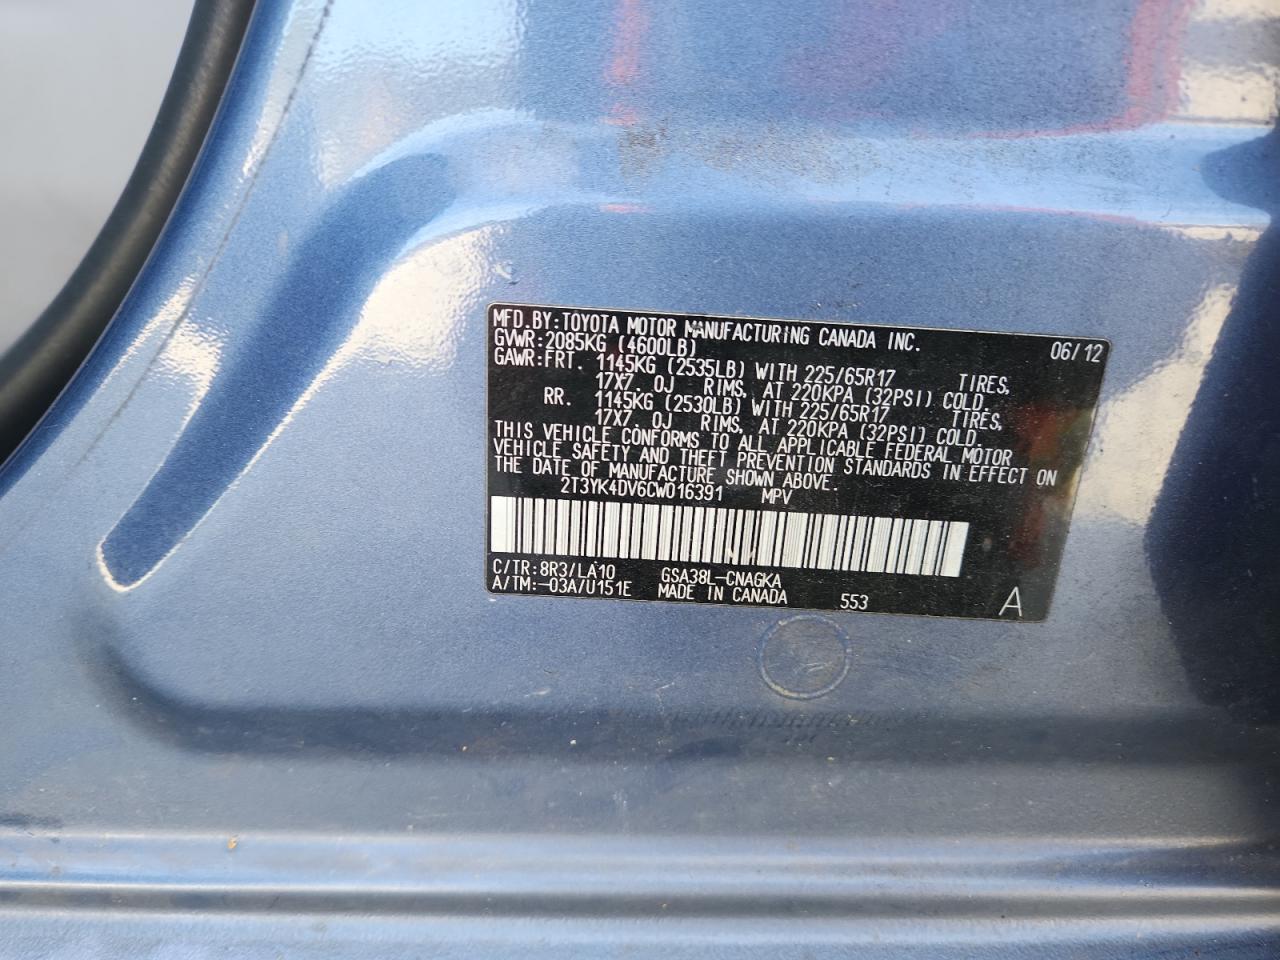 MFD.BY:TOYOTA MOTOR MANUFACTURING CANADA INC. 06/12
GVWR:2085KG (4600LB)
GAWR:FRT. 1145KG (2535LB) WITH 225/65R17 TIRES,
17X7.0J RIMS, AT 220KPA (32PSI) COLD.
RR. 1145KG (2530LB) WITH 225/65R17 TIRES,
17X7.0J RIMS, AT 220KPA (32PSI) COLD.
THIS VEHICLE CONFORMS TO ALL APPLICABLE FEDERAL MOTOR
VEHICLE SAFETY AND THEFT PREVENTION STANDARDS IN EFFECT ON
THE DATE OF MANUFACTURE SHOWN ABOVE.
2T3YK4DV6CW016391 MPV
C/TR:8R3/LA10 GSA38L-CNAGKA
A/TM:-03A/U151E MADE IN CANADA 553 A